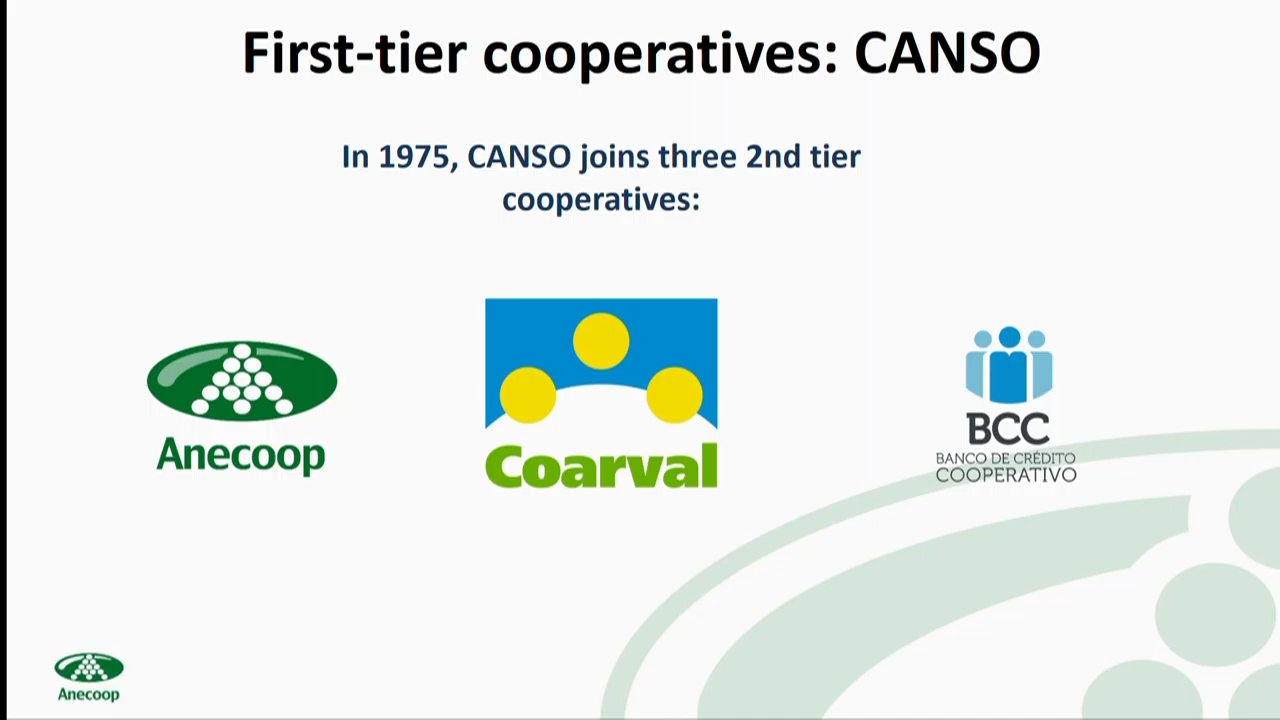 First-tier cooperatives: CANSO
In 1975, CANSO joins three 2nd tier
cooperatives:
Anecoop
Coarval
BCC
BANCO DE CRÉDITO
COOPERATIVO
Anecoop